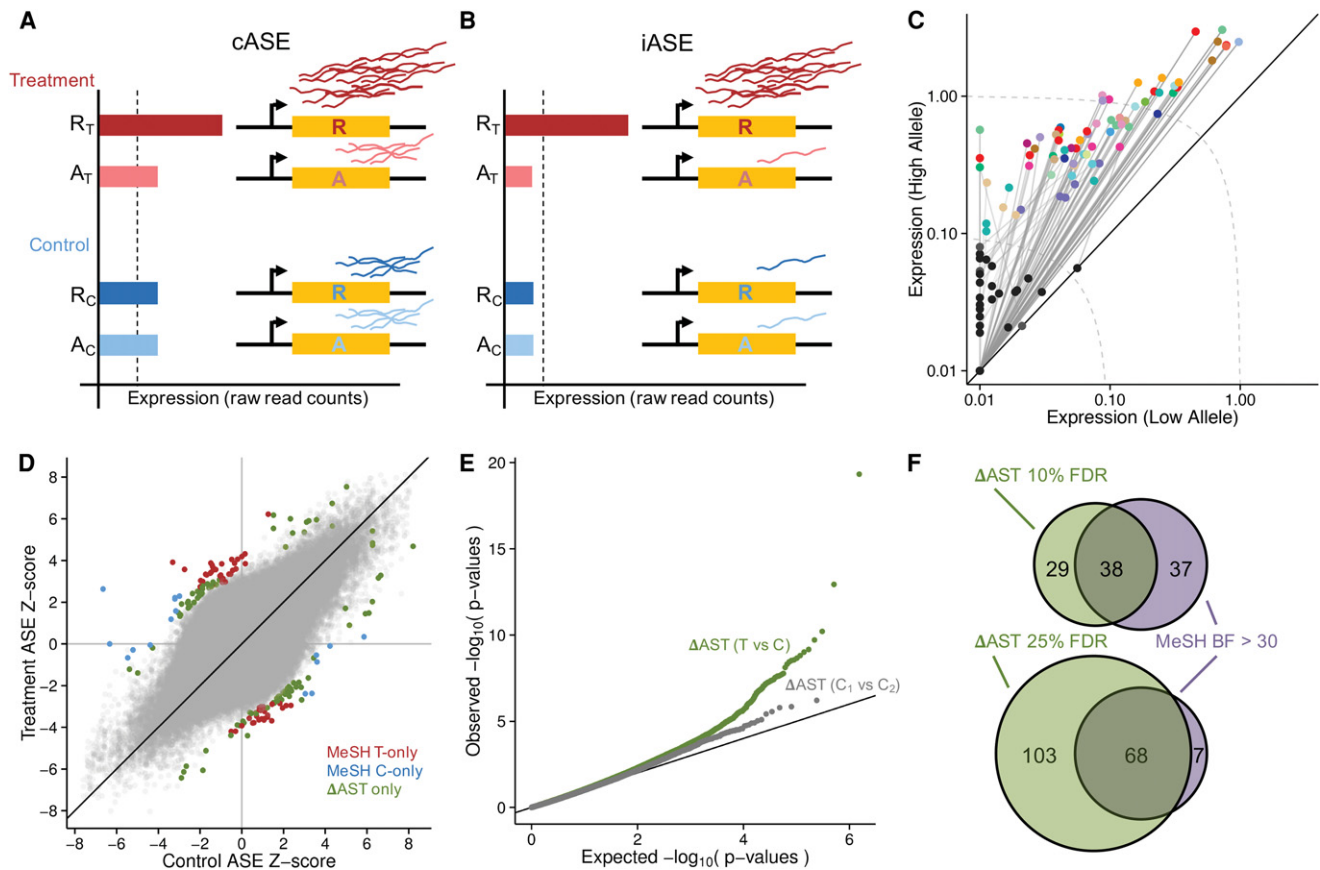 A
cASE
Treatment
R_T
R
A_T
A
Control
R_C
R
A_C
A
Expression (raw read counts)
B
iASE
R_T
R
A_T
A
R_C
R
A_C
A
Expression (raw read counts)
C
Expression (High Allele)
1.00
0.10
0.01
0.01
0.10
1.00
Expression (Low Allele)
D
Treatment ASE Z−score
8
6
4
2
0
−2
−4
−6
−8
MeSH T-only
MeSH C-only
ΔAST only
−8
−6
−4
−2
0
2
4
6
8
Control ASE Z−score
E
Observed −log₁₀( p−values )
20
15
10
5
0
ΔAST (T vs C)
ΔAST (C₁ vs C₂)
0
2
4
6
Expected −log₁₀( p−values )
F
ΔAST 10% FDR
29
38
37
ΔAST 25% FDR
MeSH BF > 30
103
68
7